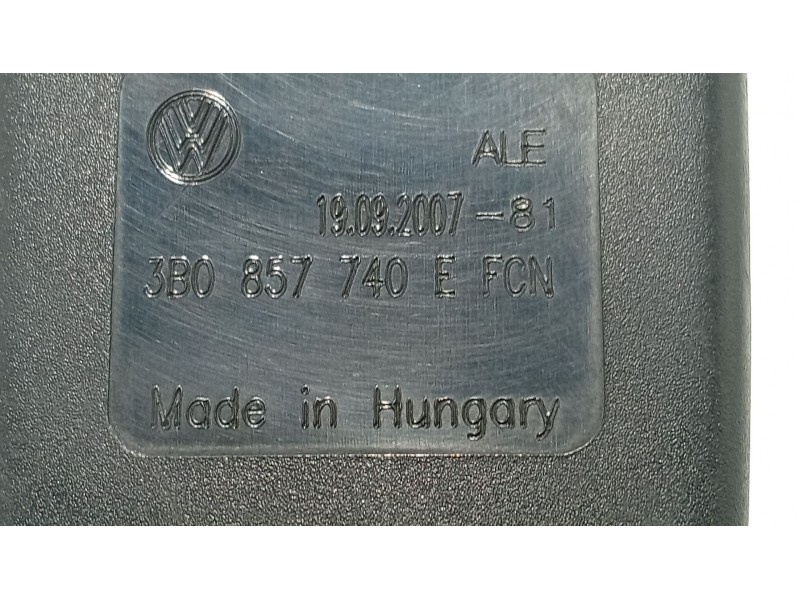 ALE
19.09.2007-81
3B0 857 740 E FCN
Made in Hungary